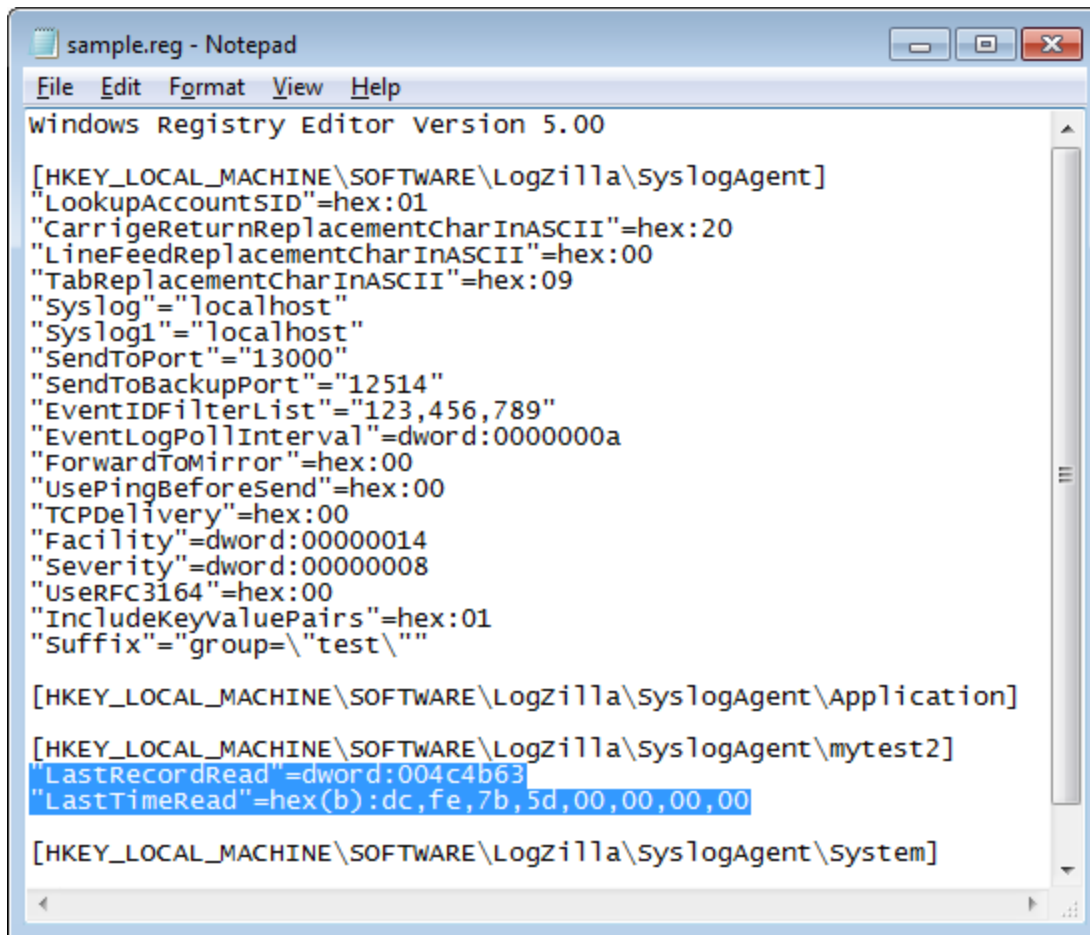 sample.reg - Notepad
File Edit Format View Help
Windows Registry Editor Version 5.00
[HKEY_LOCAL_MACHINE\SOFTWARE\LogZilla\SyslogAgent]
"LookupAccountSID"=hex:01
"CarrigeReturnReplacementCharInASCII"=hex:20
"LineFeedReplacementCharInASCII"=hex:00
"TabReplacementCharInASCII"=hex:09
"Syslog"="localhost"
"Syslog1"="localhost"
"SendToPort"="13000"
"SendToBackupPort"="12514"
"EventIDFilterList"="123,456,789"
"EventLogPollInterval"=dword:0000000a
"ForwardToMirror"=hex:00
"UsePingBeforeSend"=hex:00
"TCPDelivery"=hex:00
"Facility"=dword:00000014
"Severity"=dword:00000008
"UseRFC3164"=hex:00
"IncludeKeyValuePairs"=hex:01
"Suffix"="group=\"test\""
[HKEY_LOCAL_MACHINE\SOFTWARE\LogZilla\SyslogAgent\Application]
[HKEY_LOCAL_MACHINE\SOFTWARE\LogZilla\SyslogAgent\mytest2]
"LastRecordRead"=dword:004c4b63
"LastTimeRead"=hex(b):dc,fe,7b,5d,00,00,00,00
[HKEY_LOCAL_MACHINE\SOFTWARE\LogZilla\SyslogAgent\System]